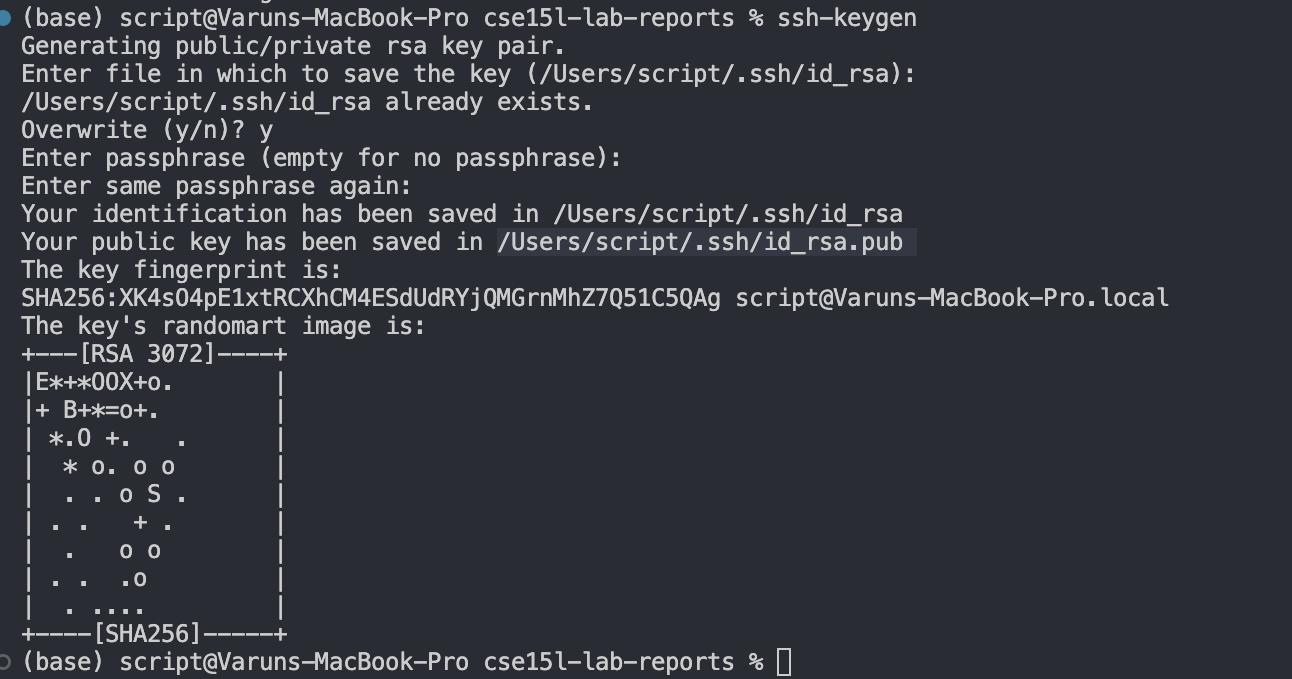 (base) script@Varuns-MacBook-Pro cse15l-lab-reports % ssh-keygen
Generating public/private rsa key pair.
Enter file in which to save the key (/Users/script/.ssh/id_rsa):
/Users/script/.ssh/id_rsa already exists.
Overwrite (y/n)? y
Enter passphrase (empty for no passphrase):
Enter same passphrase again:
Your identification has been saved in /Users/script/.ssh/id_rsa
Your public key has been saved in /Users/script/.ssh/id_rsa.pub
The key fingerprint is:
SHA256:XK4sO4pE1xtRCXhCM4ESdUdRYjQMGrnMhZ7Q51C5QAg script@Varuns-MacBook-Pro.local
The key's randomart image is:
+---[RSA 3072]----+
|E*+*OOX+o.       |
|+ B+*=o+.        |
| *.O +.   .      |
|  * o. o o       |
|  . . o S .      |
| . .   + .       |
|  .   o o        |
| . .  .o         |
|  . ....         |
+----[SHA256]-----+
(base) script@Varuns-MacBook-Pro cse15l-lab-reports %